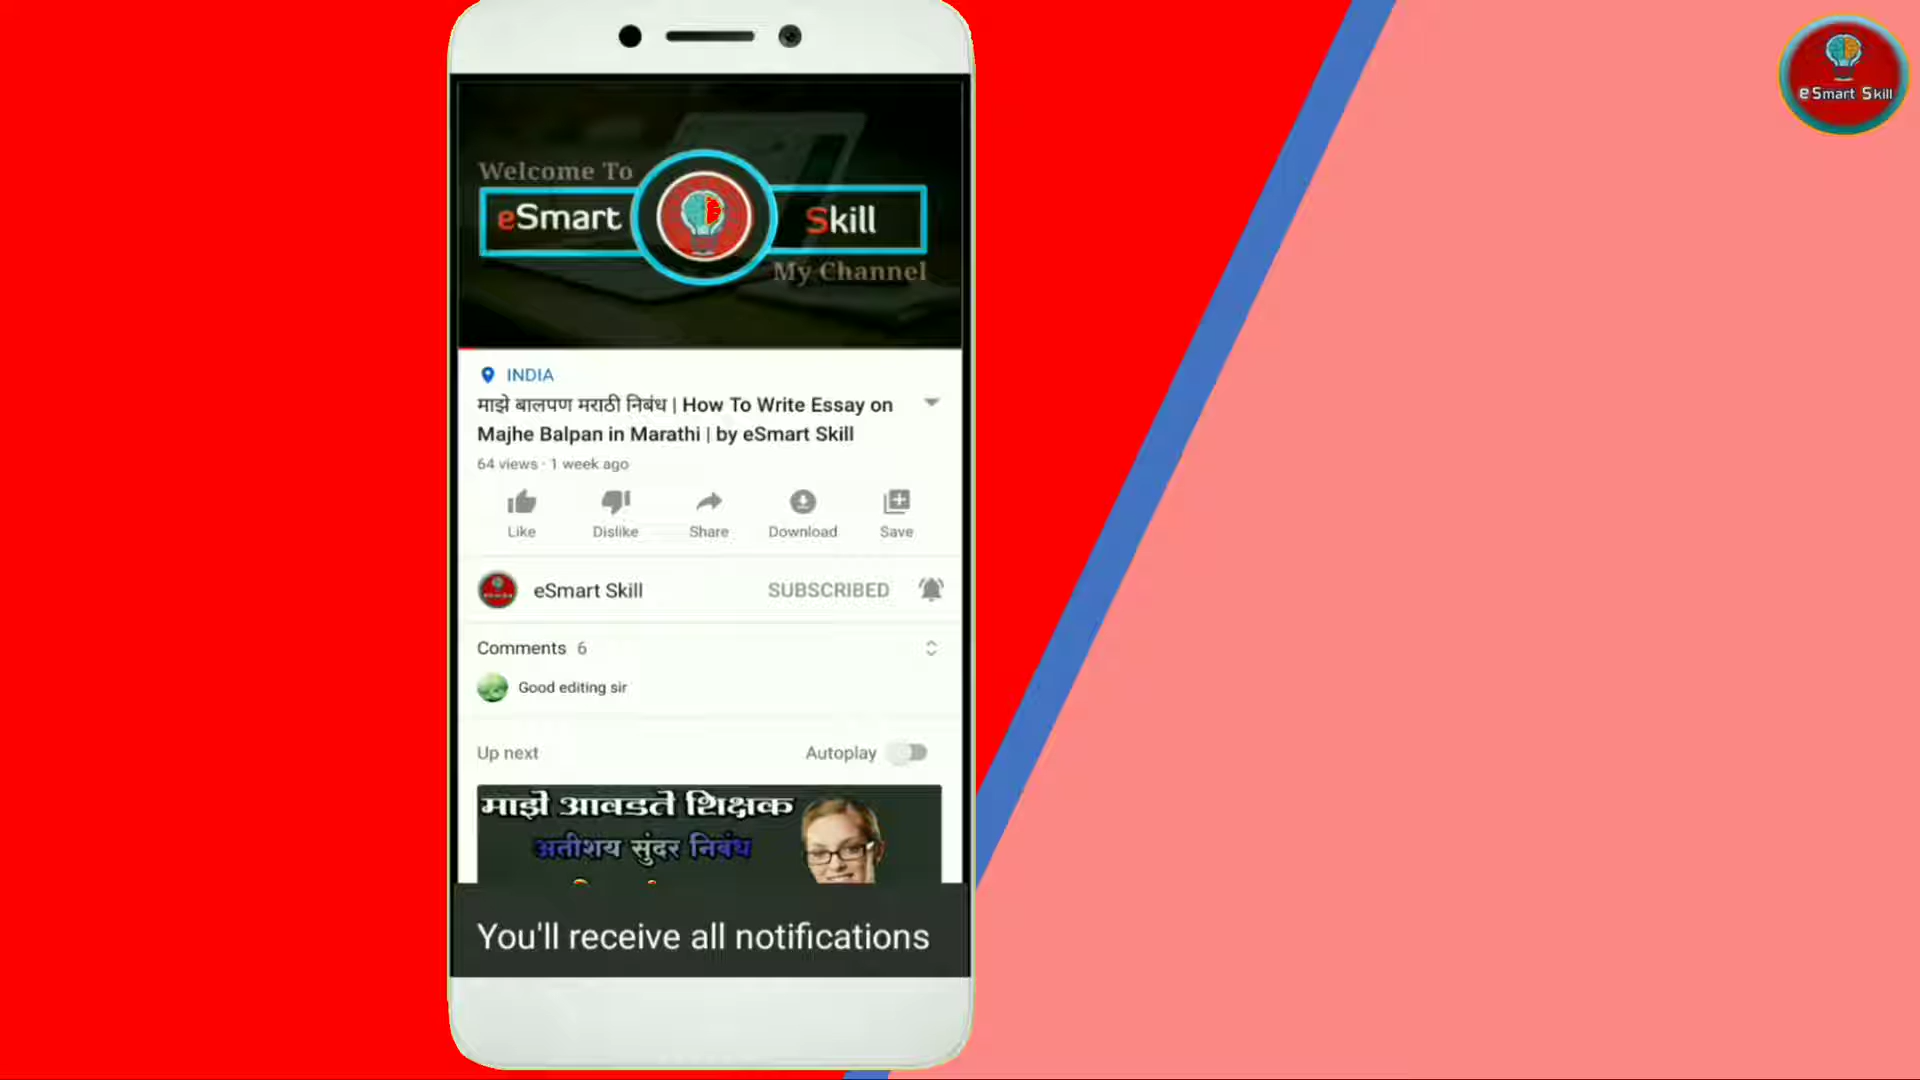 eSmart Skill
Welcome To
eSmart Skill
My Channel
INDIA
माझे बालपण मराठी निबंध | How To Write Essay on
Majhe Balpan in Marathi | by eSmart Skill
64 views · 1 week ago
Like Dislike Share Download Save
eSmart Skill SUBSCRIBED
Comments 6
Good editing sir
Up next Autoplay
माझे आवडते शिक्षक
अतीशय सुंदर निबंध
You'll receive all notifications